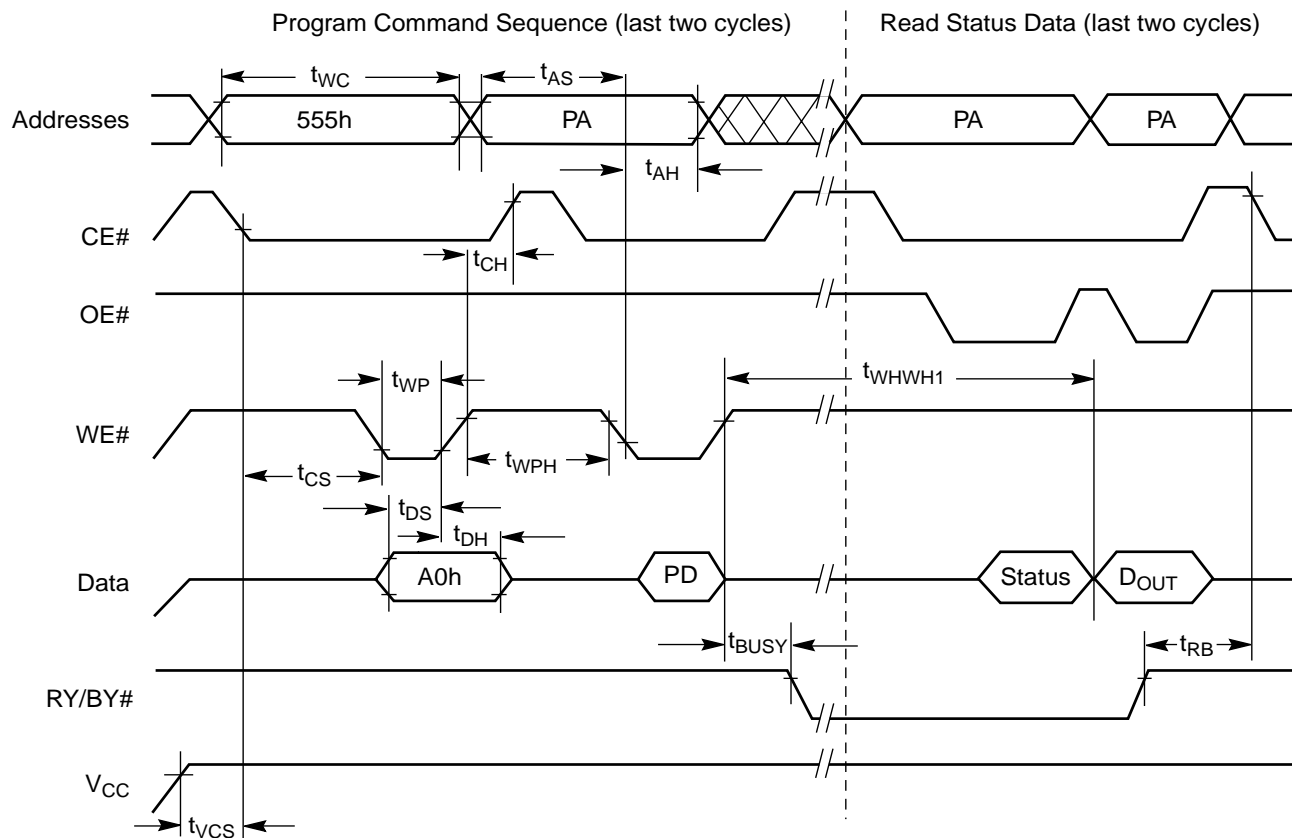 Program Command Sequence (last two cycles) Read Status Data (last two cycles)
tWC tAS
Addresses 555h PA PA PA
tAH
CE#
tCH
OE#
tWP tWHWH1
WE#
tCS tWPH
tDS
tDH
Data A0h PD Status DOUT
tBUSY tRB
RY/BY#
VCC
tVCS